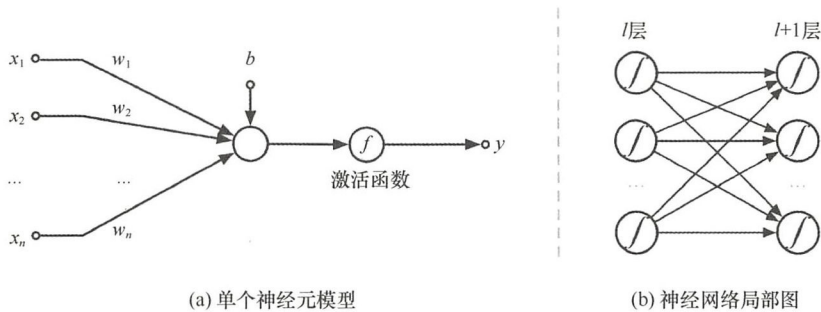 x₁
w₁
b
x₂
w₂
f
y
激活函数
...
...
xₙ
wₙ
(a) 单个神经元模型
l层
l+1层
∫
∫
∫
∫
...
...
∫
∫
(b) 神经网络局部图